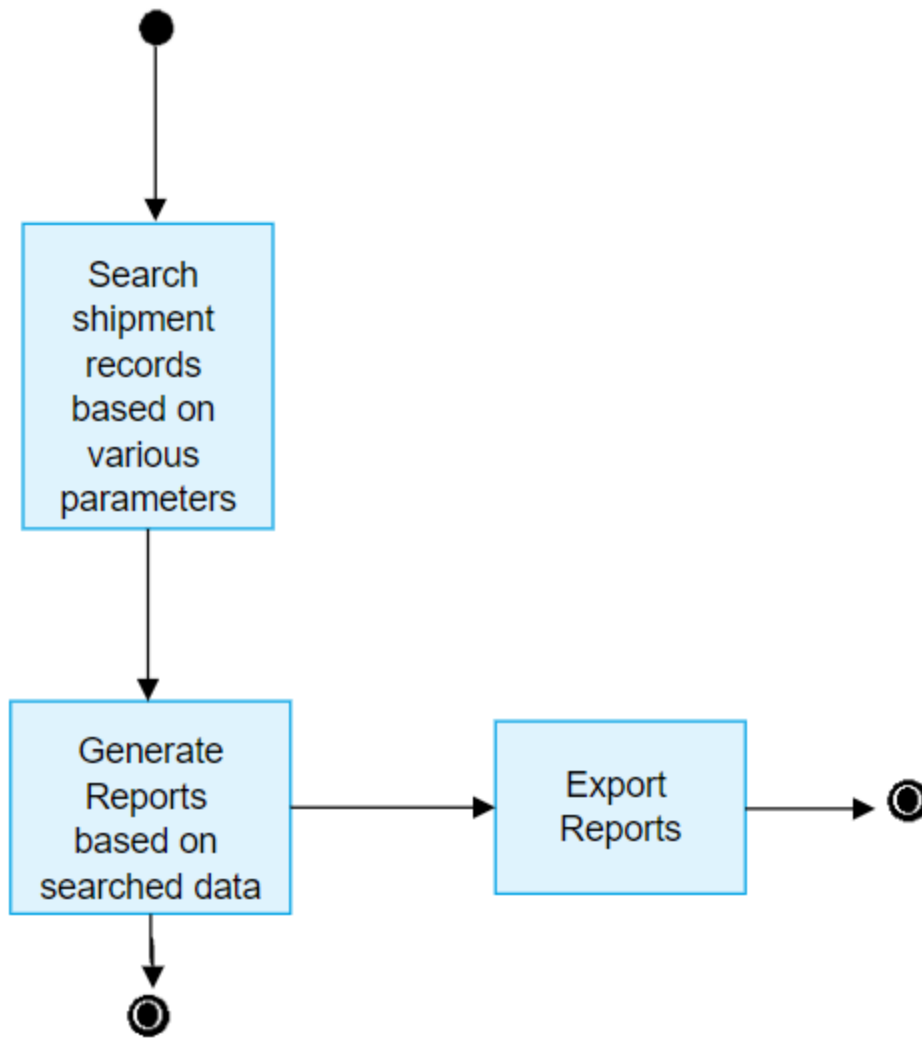 Search
shipment
records
based on
various
parameters
Generate
Reports
based on
searched data
Export
Reports